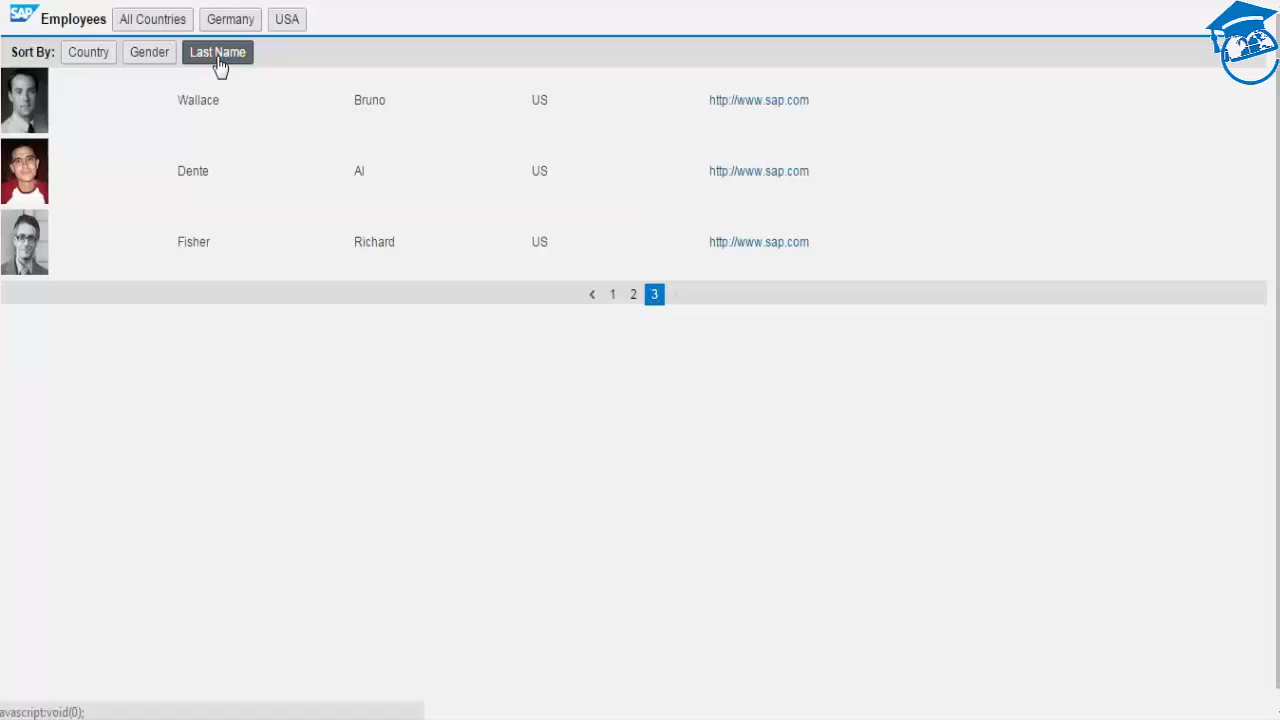 SAP Employees All Countries Germany USA
Sort By: Country Gender Last Name
Wallace Bruno US http://www.sap.com
Dente Al US http://www.sap.com
Fisher Richard US http://www.sap.com
1 2 3
avascript:void(0);